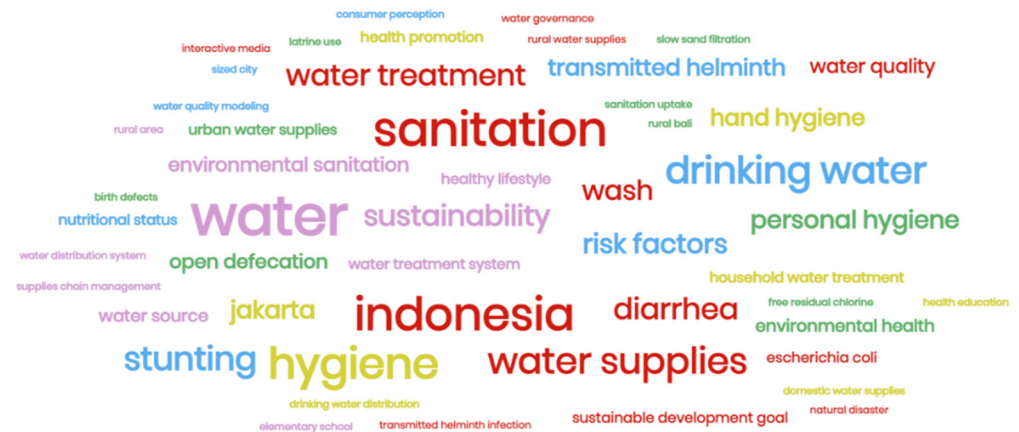 consumer perception
water governance
interactive media
latrine use
health promotion
rural water supplies
slow sand filtration
sized city
water treatment
transmitted helminth
water quality
water quality modeling
sanitation uptake
rural area
urban water supplies
sanitation
rural bali
hand hygiene
environmental sanitation
healthy lifestyle
wash
drinking water
birth defects
nutritional status
water
sustainability
personal hygiene
risk factors
water distribution system
open defecation
water treatment system
household water treatment
supplies chain management
water source
jakarta
indonesia
diarrhea
free residual chlorine
health education
environmental health
stunting
hygiene
water supplies
escherichia coli
domestic water supplies
drinking water distribution
natural disaster
elementary school
transmitted helminth infection
sustainable development goal